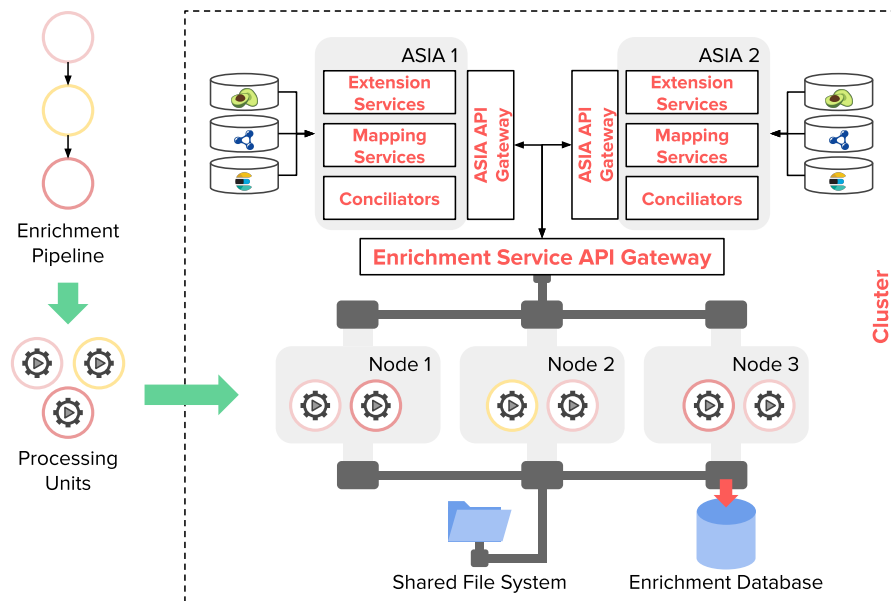 ASIA 1
Extension
Services
Mapping
Services
Conciliators
ASIA API
Gateway
ASIA API
Gateway
ASIA 2
Extension
Services
Mapping
Services
Conciliators
Enrichment
Pipeline
Enrichment Service API Gateway
Cluster
Node 1
Node 2
Node 3
Processing
Units
Shared File System
Enrichment Database